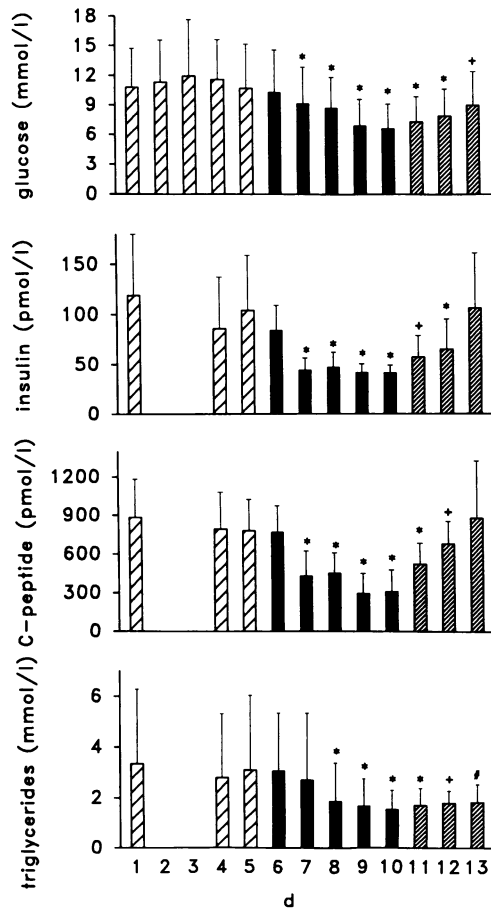 glucose (mmol/l)
18
15
12
9
6
3
0
* * * * * * +
insulin (pmol/l)
150
100
50
0
* * * * + *
C-peptide (pmol/l)
1200
900
600
300
0
* * * * * +
triglycerides (mmol/l)
6
4
2
0
* * * * + #
1 2 3 4 5 6 7 8 9 10 11 12 13
d